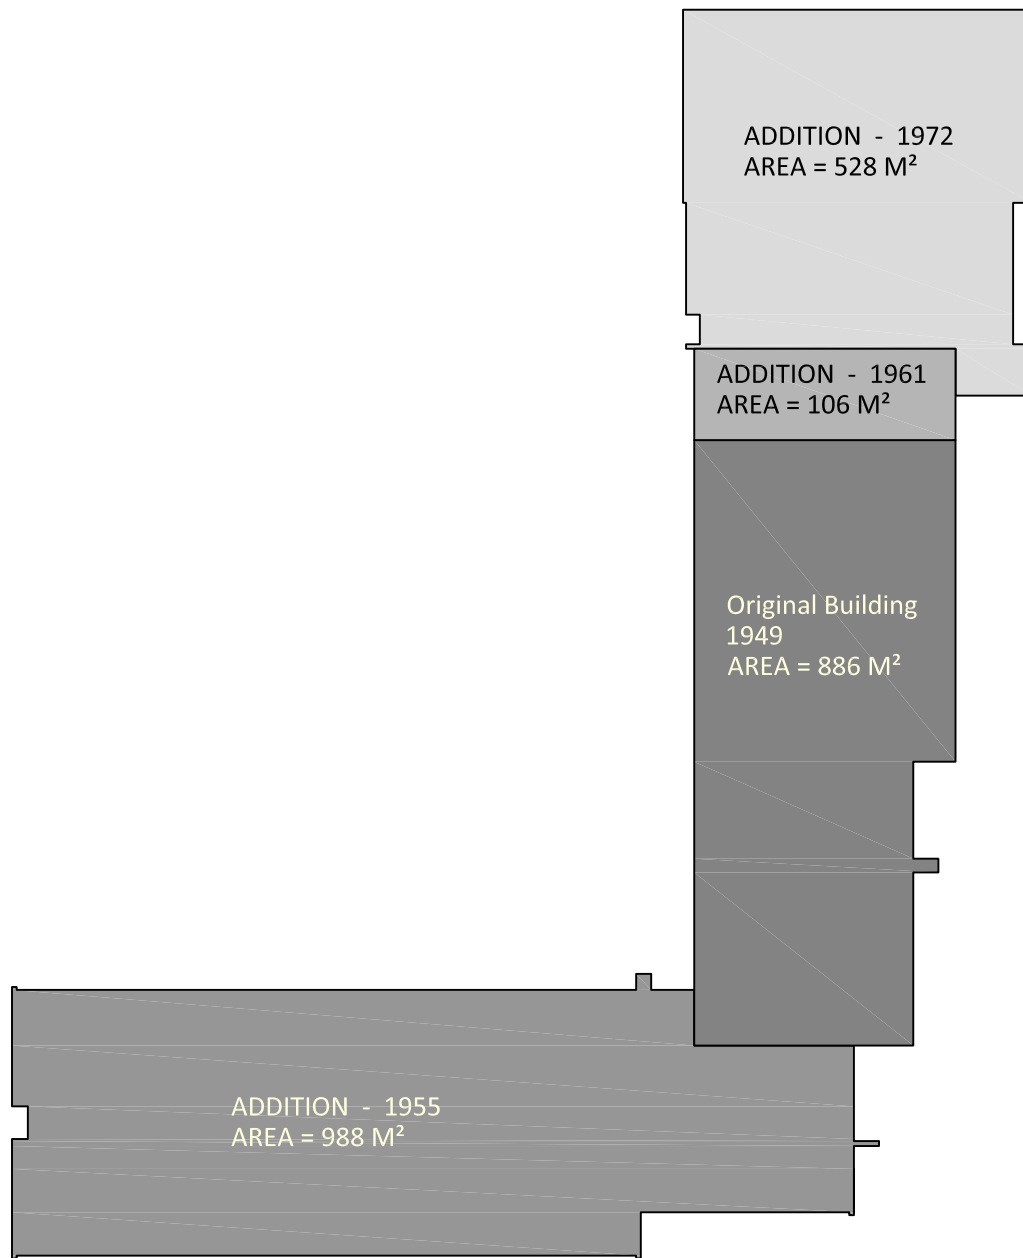 ADDITION - 1972
AREA = 528 M²
ADDITION - 1961
AREA = 106 M²
Original Building
1949
AREA = 886 M²
ADDITION - 1955
AREA = 988 M²